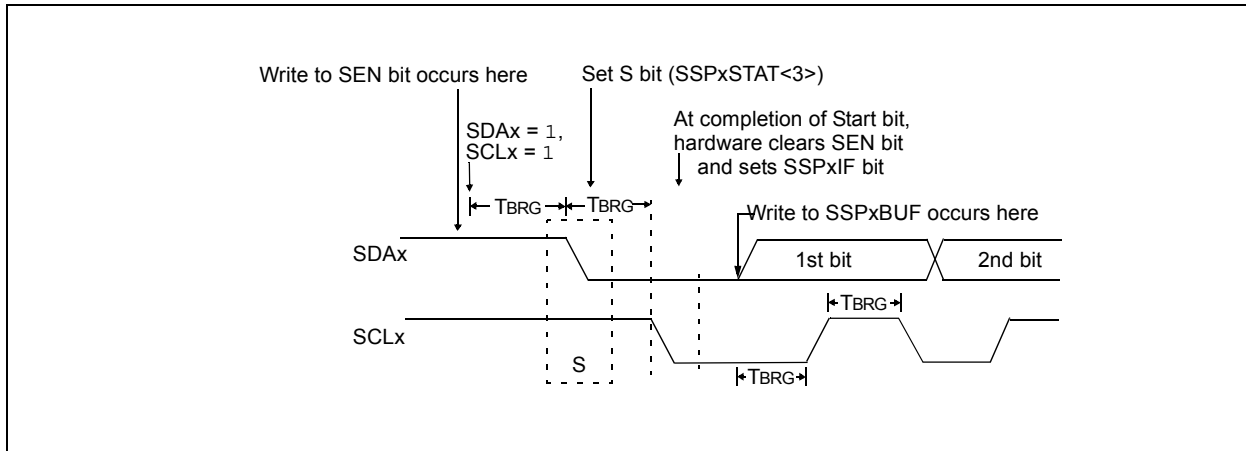 Write to SEN bit occurs here
Set S bit (SSPxSTAT<3>)
SDAx = 1,
SCLx = 1
At completion of Start bit,
hardware clears SEN bit
and sets SSPxIF bit
TBRG
TBRG
Write to SSPxBUF occurs here
SDAx
1st bit
2nd bit
TBRG
SCLx
S
TBRG